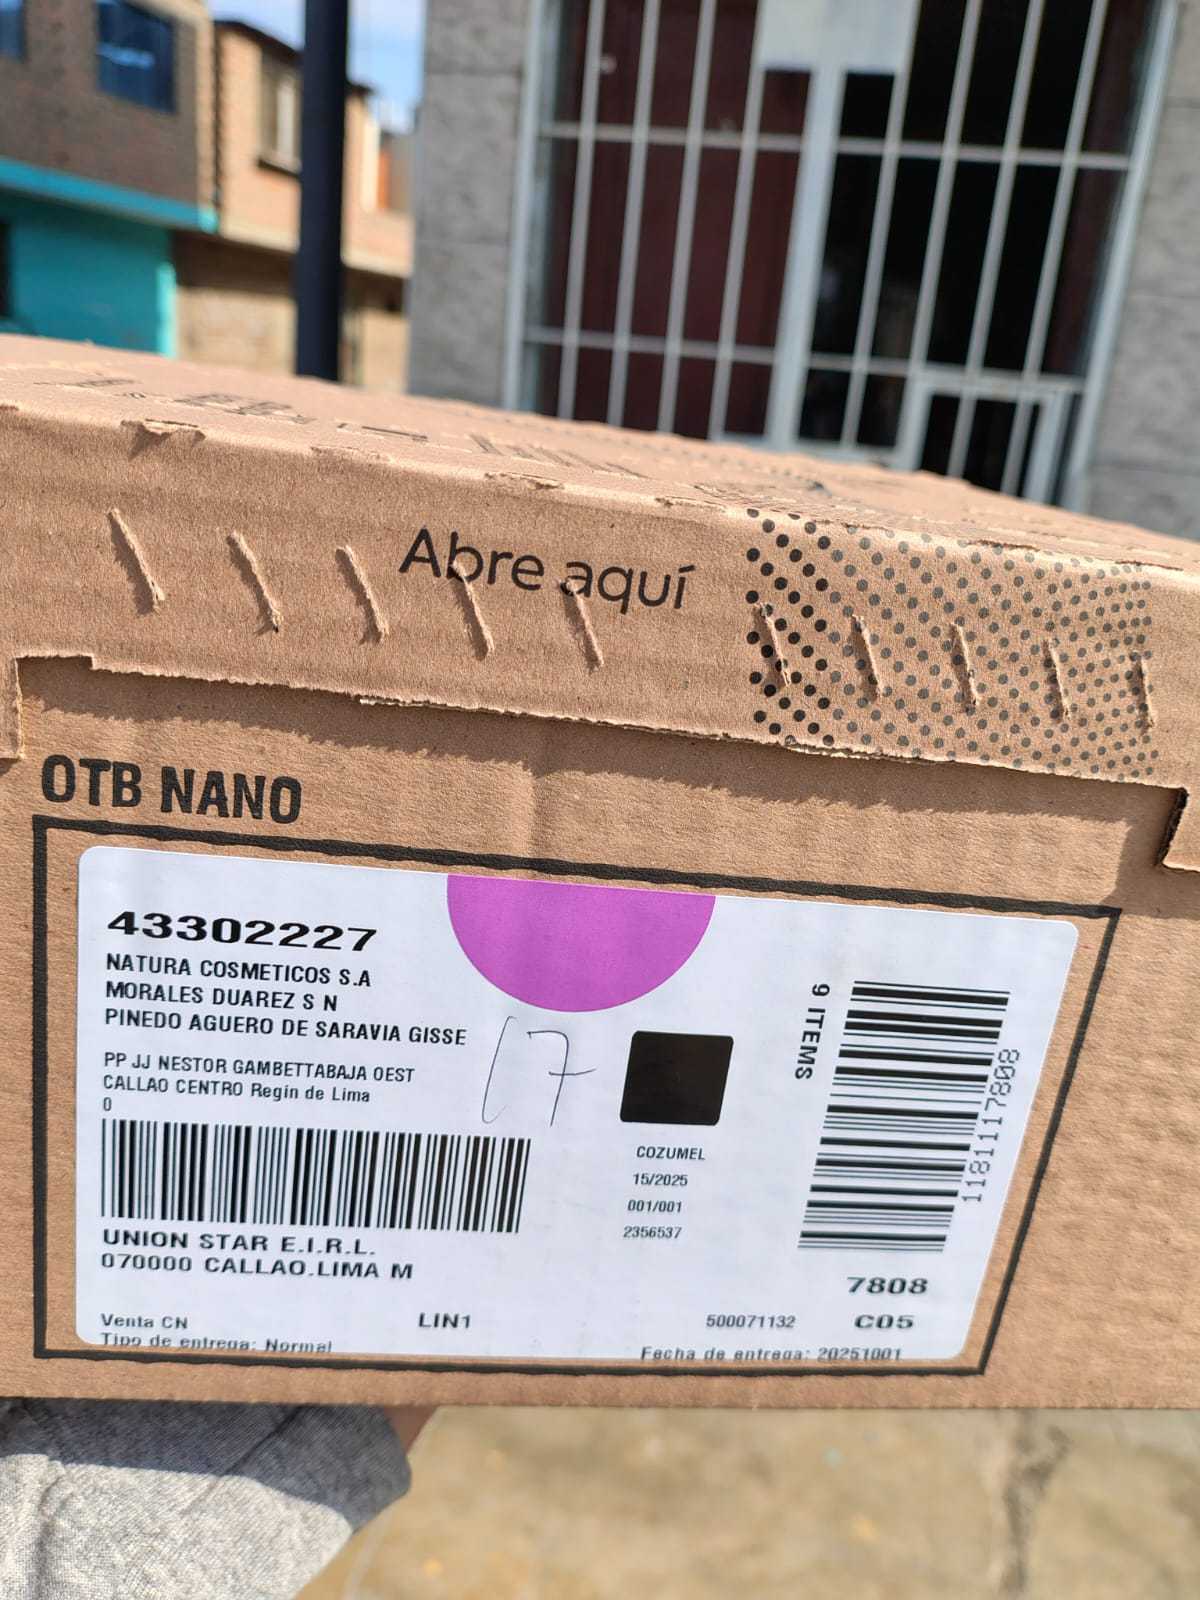 Abre aquí
OTB NANO
43302227
NATURA COSMETICOS S.A
MORALES DUAREZ S N
PINEDO AGUERO DE SARAVIA GISSE
PP JJ NESTOR GAMBETTABAJA OEST
CALLAO CENTRO Regin de Lima
0
UNION STAR E.I.R.L.
070000 CALLAO.LIMA M
Venta CN
LIN1
Tipo de entrega: Normal
17
COZUMEL
15/2025
001/001
2356537
9 ITEMS
1181117808
7808
500071132
C05
Fecha de entrega: 20251001